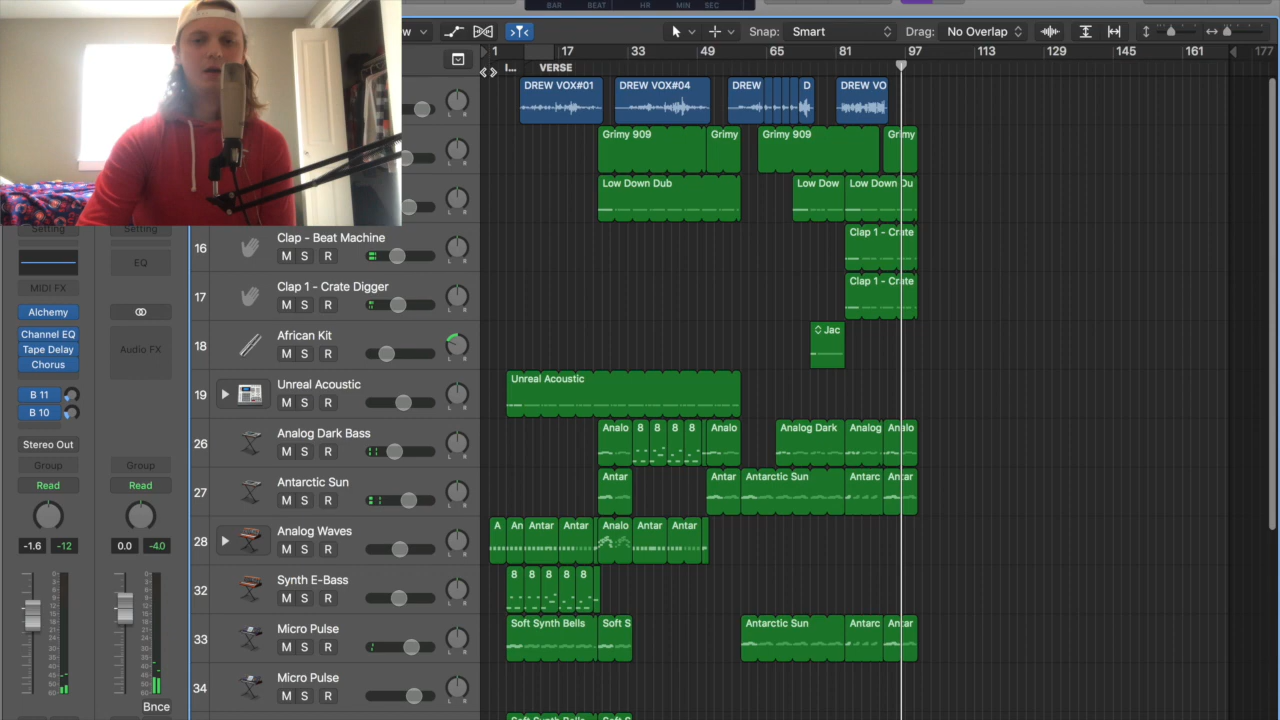 BAR BEAT HR MIN SEC
w Snap: Smart Drag: No Overlap
1 17 33 49 65 81 97 113 129 145 161 177
I... VERSE
DREW VOX#01 DREW VOX#04 DREW D DREW VO
L R
Grimy 909 Grimy Grimy 909 Grimy
L R
Low Down Dub Low Dow Low Down Du
L R
Setting Setting
EQ
MIDI FX
Alchemy
Channel EQ
Tape Delay
Chorus
Audio FX
B 11
B 10
Stereo Out
Group Group
Read Read
-1.6 -12 0.0 -4.0
Bnce
16 Clap - Beat Machine Clap 1 - Crate
M S R L R
17 Clap 1 - Crate Digger Clap 1 - Crate
M S R L R
18 African Kit Jac
M S R L R
19 Unreal Acoustic Unreal Acoustic
M S R L R
26 Analog Dark Bass Analo 8 8 8 8 Analo Analog Dark Analog Analo
M S R L R
27 Antarctic Sun Antar Antar Antarctic Sun Antarc Antar
M S R L R
28 Analog Waves A An Antar Antar Analo Antar Antar
M S R L R
32 Synth E-Bass 8 8 8 8 8
M S R L R
33 Micro Pulse Soft Synth Bells Soft S Antarctic Sun Antarc Antar
M S R L R
34 Micro Pulse
M S R L R
Soft Synth Bells Soft S